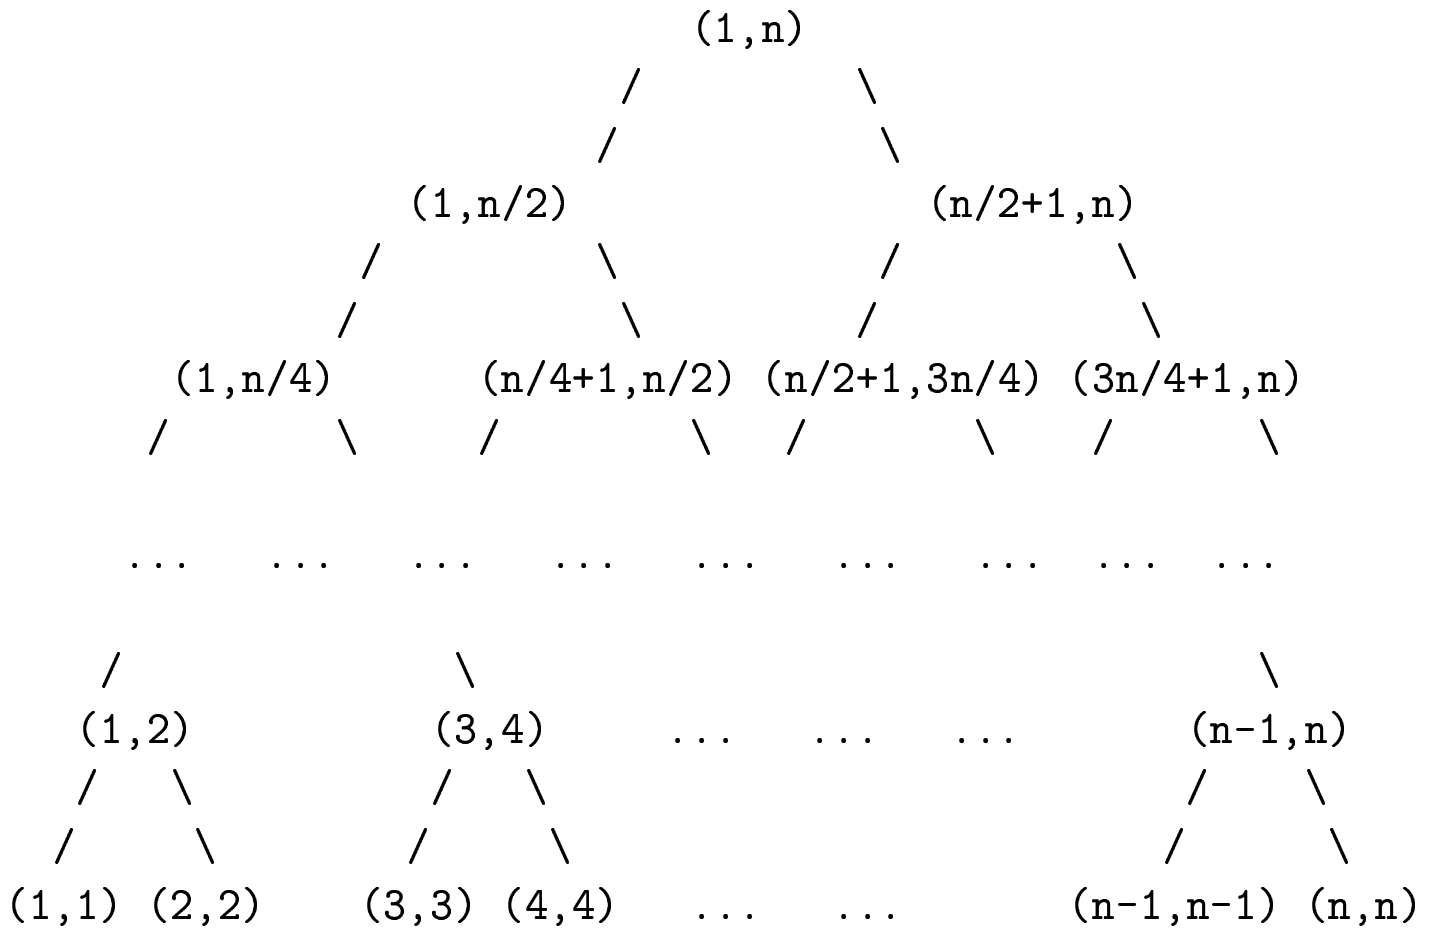 (1,n)
/ \
/ \
(1,n/2) (n/2+1,n)
/ \ / \
/ \ / \
(1,n/4) (n/4+1,n/2) (n/2+1,3n/4) (3n/4+1,n)
/ \ / \ / \ / \
... ... ... ... ... ... ... ... ...
/ \ \
(1,2) (3,4) ... ... ... (n-1,n)
/ \ / \ / \
/ \ / \ / \
(1,1) (2,2) (3,3) (4,4) ... ... (n-1,n-1) (n,n)